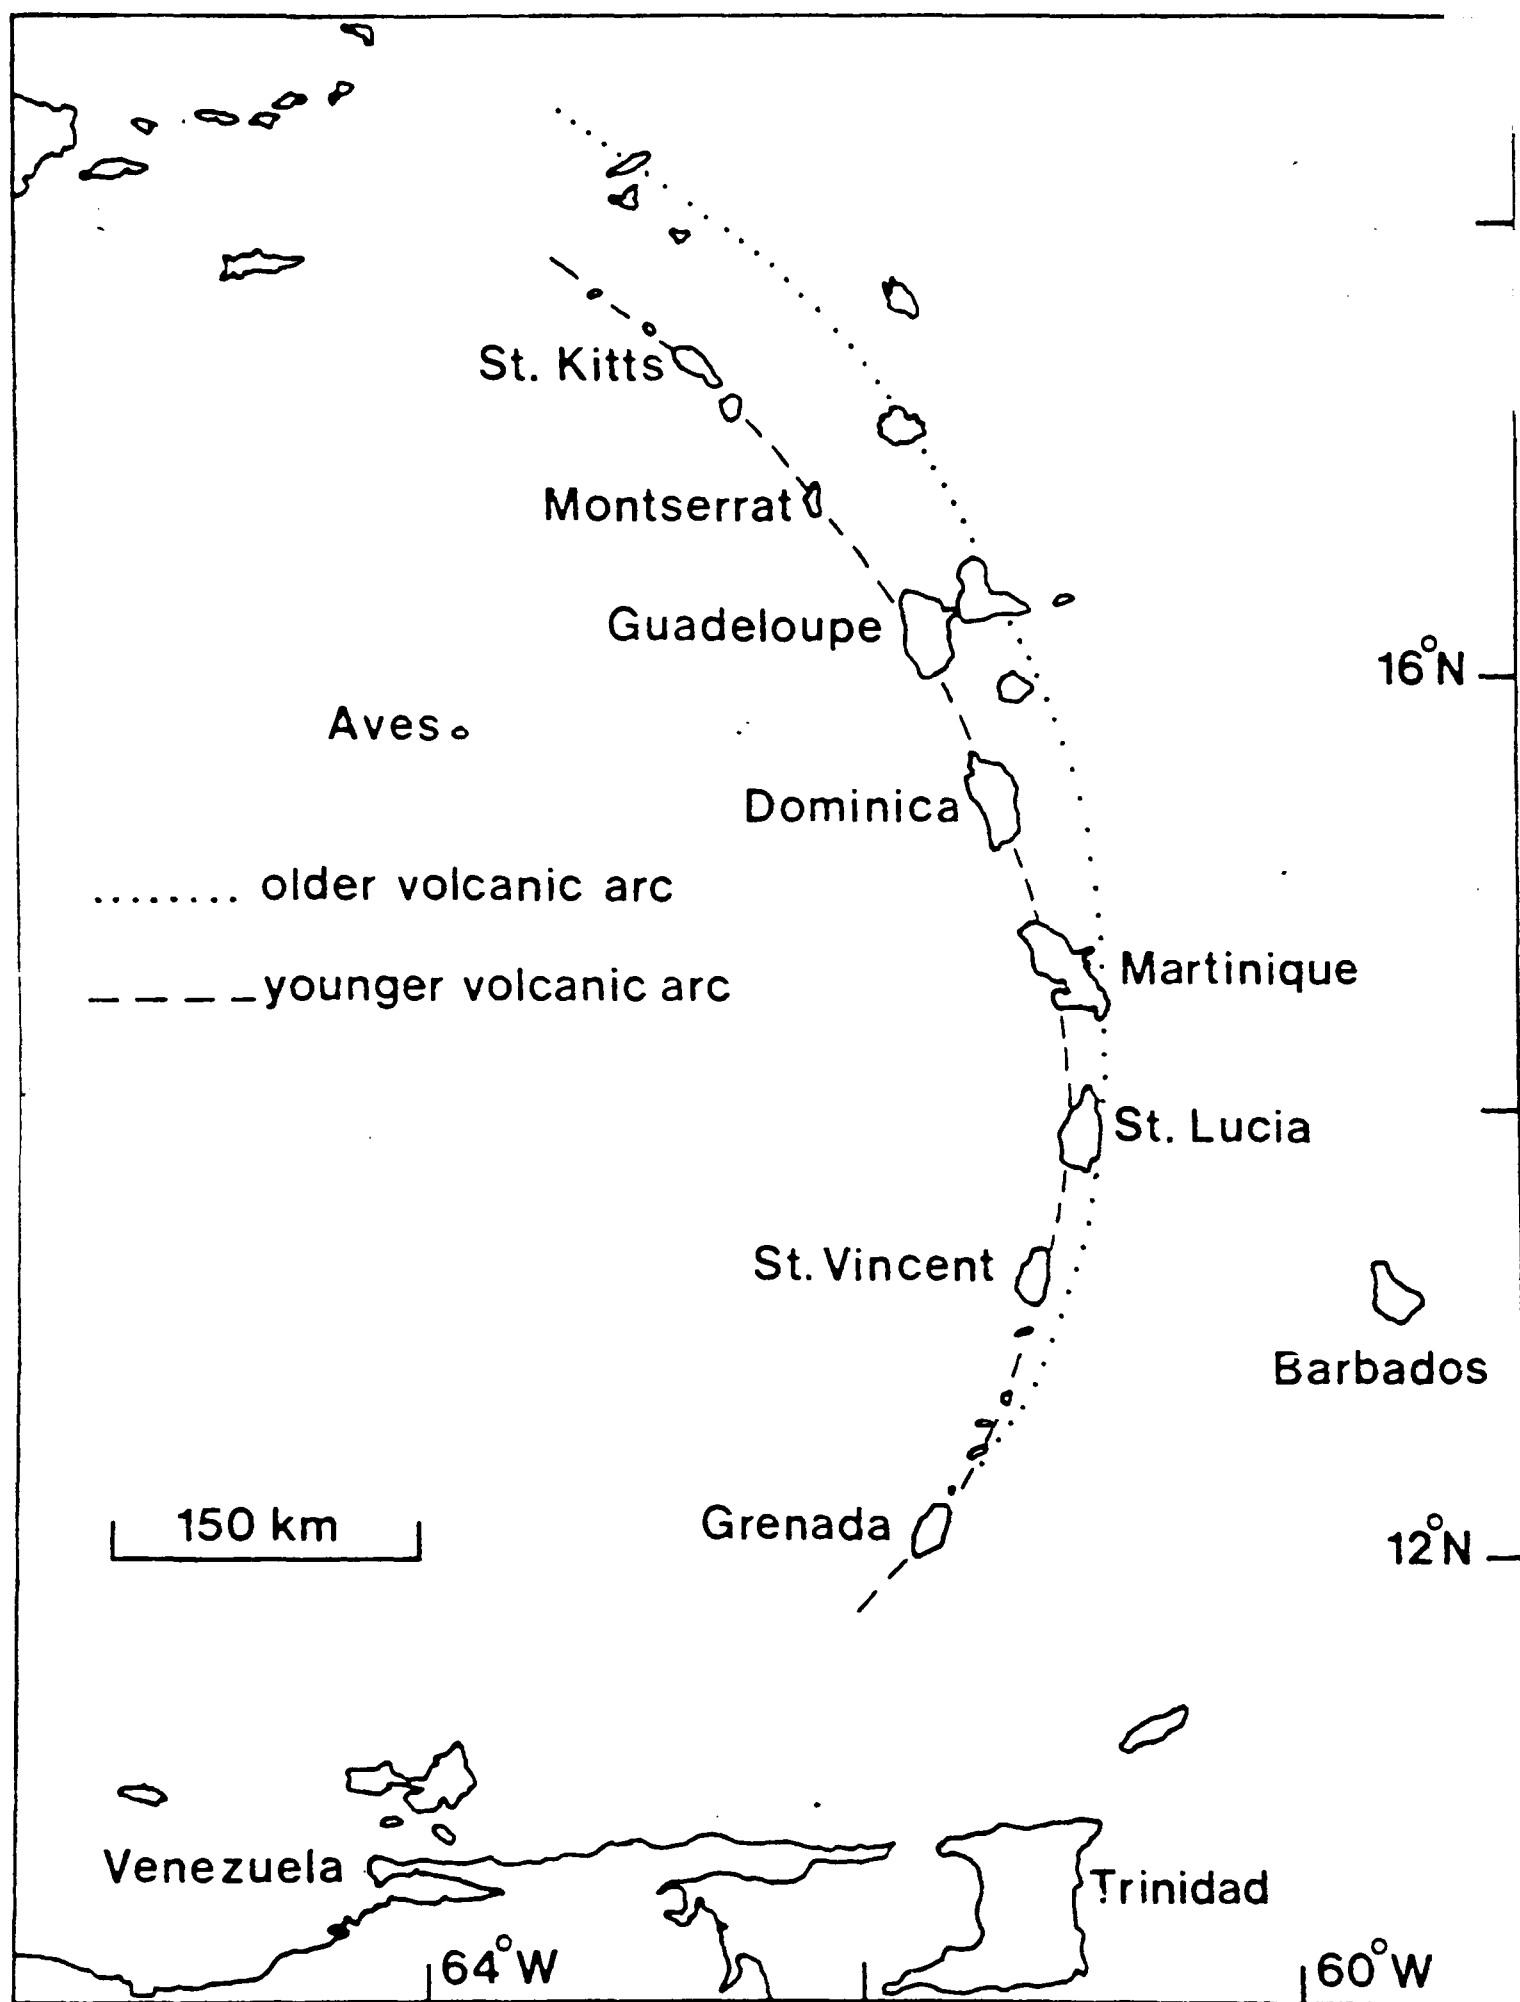 St. Kitts
Montserrat
Guadeloupe
16°N
Aves
Dominica
older volcanic arc
Martinique
younger volcanic arc
St. Lucia
St. Vincent
Barbados
150 km
Grenada
12°N
Venezuela
Trinidad
64°W
60°W